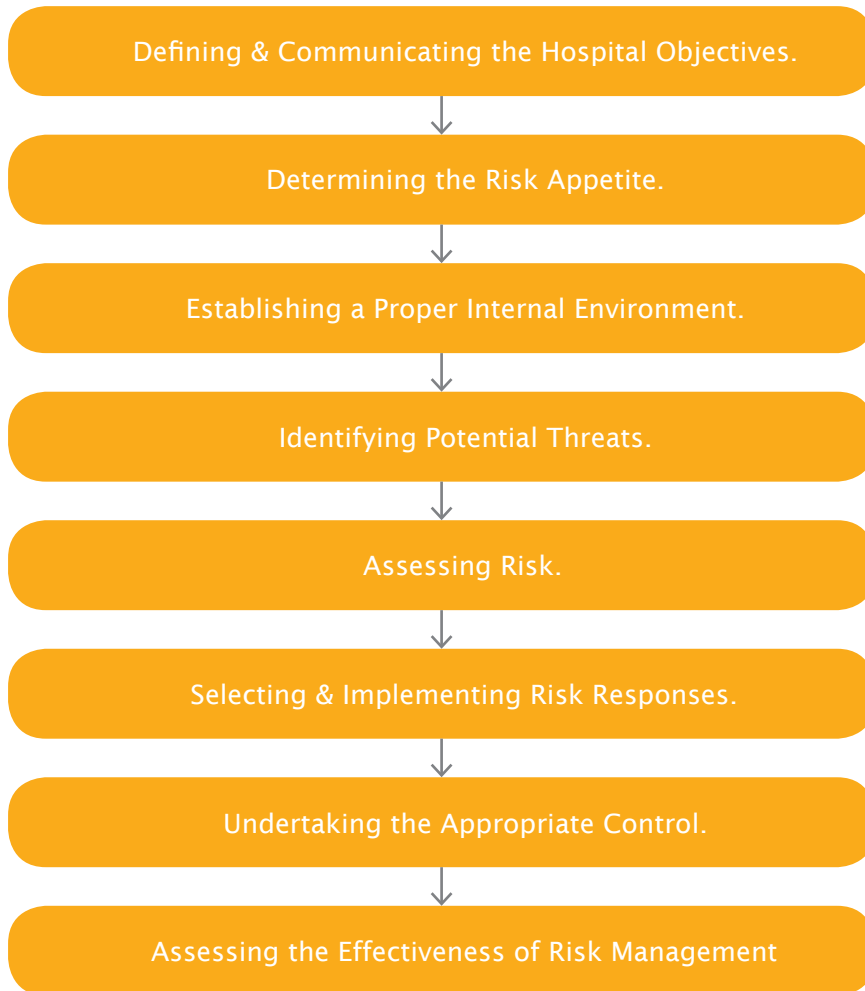 Defining & Communicating the Hospital Objectives.
Determining the Risk Appetite.
Establishing a Proper Internal Environment.
Identifying Potential Threats.
Assessing Risk.
Selecting & Implementing Risk Responses.
Undertaking the Appropriate Control.
Assessing the Effectiveness of Risk Management